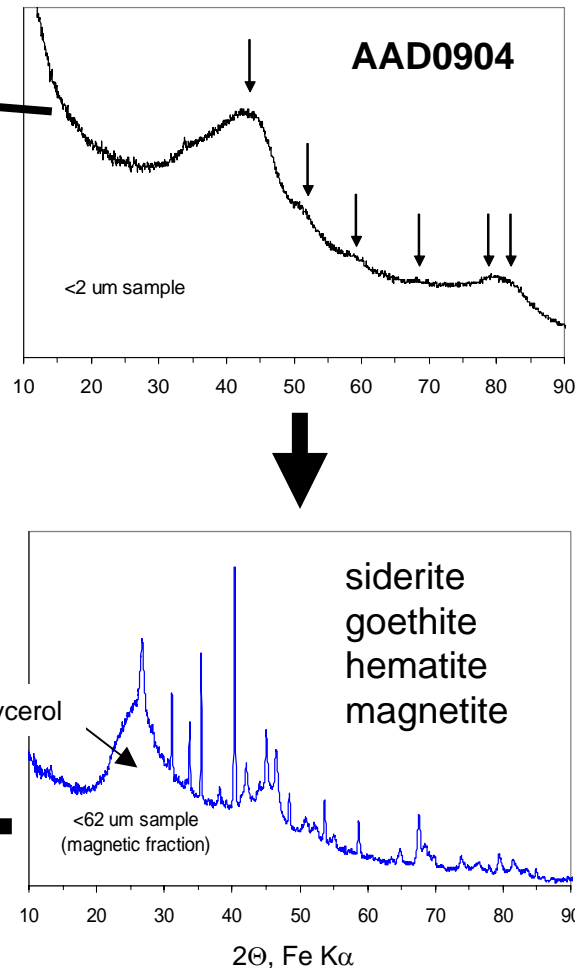 AAD0904
<2 um sample
10 20 30 40 50 60 70 80 90
siderite
goethite
hematite
magnetite
ycerol
<62 um sample
(magnetic fraction)
10 20 30 40 50 60 70 80 90
2Θ, Fe Kα